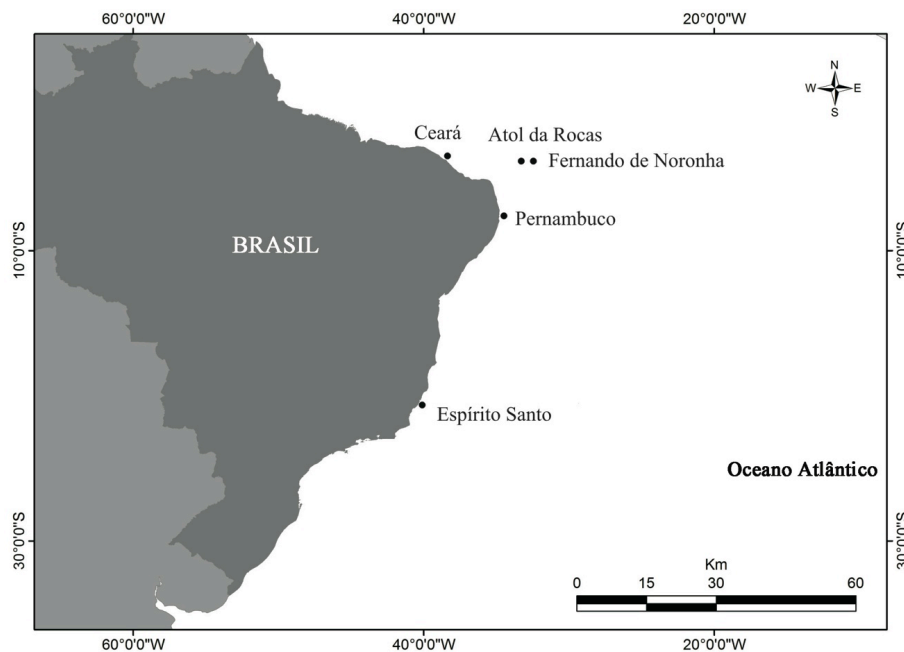 60°0'0"W 40°0'0"W 20°0'0"W
N
W E
S
Ceará Atol da Rocas
Fernando de Noronha
Pernambuco
10°0'0"S BRASIL 10°0'0"S
Espírito Santo
Oceano Atlântico
30°0'0"S 30°0'0"S
Km
0 15 30 60
60°0'0"W 40°0'0"W 20°0'0"W